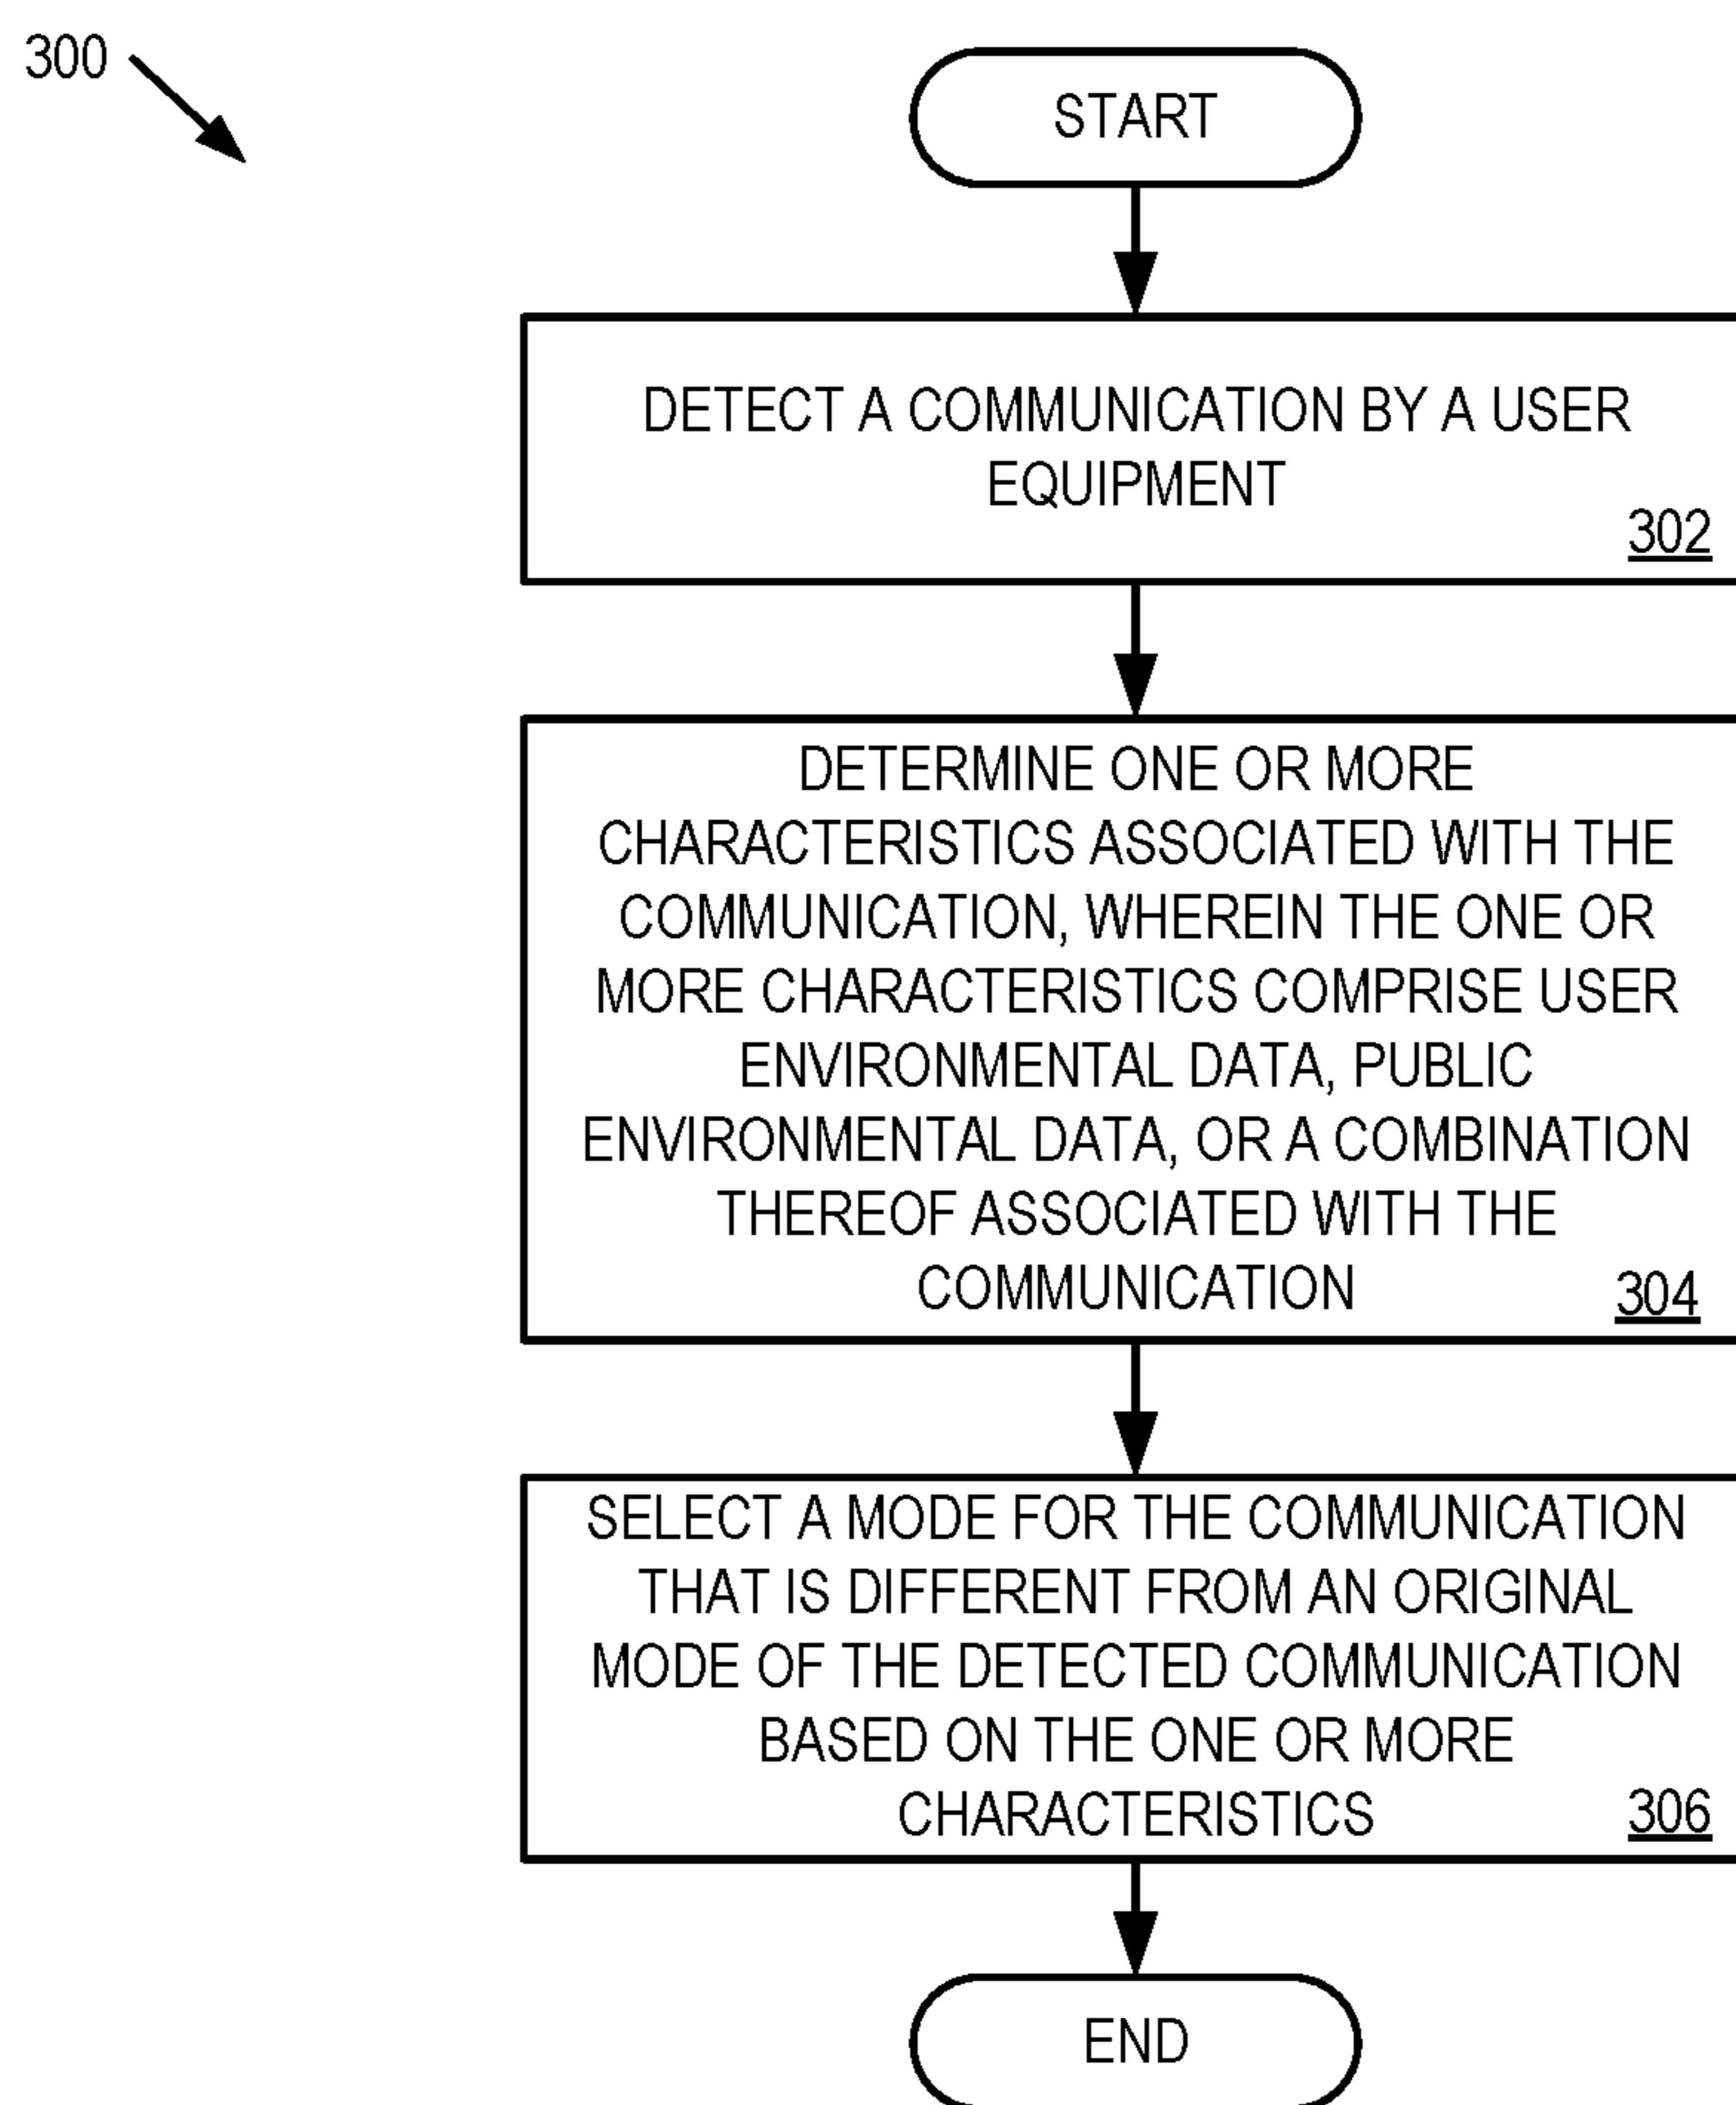 300
START
DETECT A COMMUNICATION BY A USER
EQUIPMENT
302
DETERMINE ONE OR MORE
CHARACTERISTICS ASSOCIATED WITH THE
COMMUNICATION, WHEREIN THE ONE OR
MORE CHARACTERISTICS COMPRISE USER
ENVIRONMENTAL DATA, PUBLIC
ENVIRONMENTAL DATA, OR A COMBINATION
THEREOF ASSOCIATED WITH THE
COMMUNICATION
304
SELECT A MODE FOR THE COMMUNICATION
THAT IS DIFFERENT FROM AN ORIGINAL
MODE OF THE DETECTED COMMUNICATION
BASED ON THE ONE OR MORE
CHARACTERISTICS
306
END